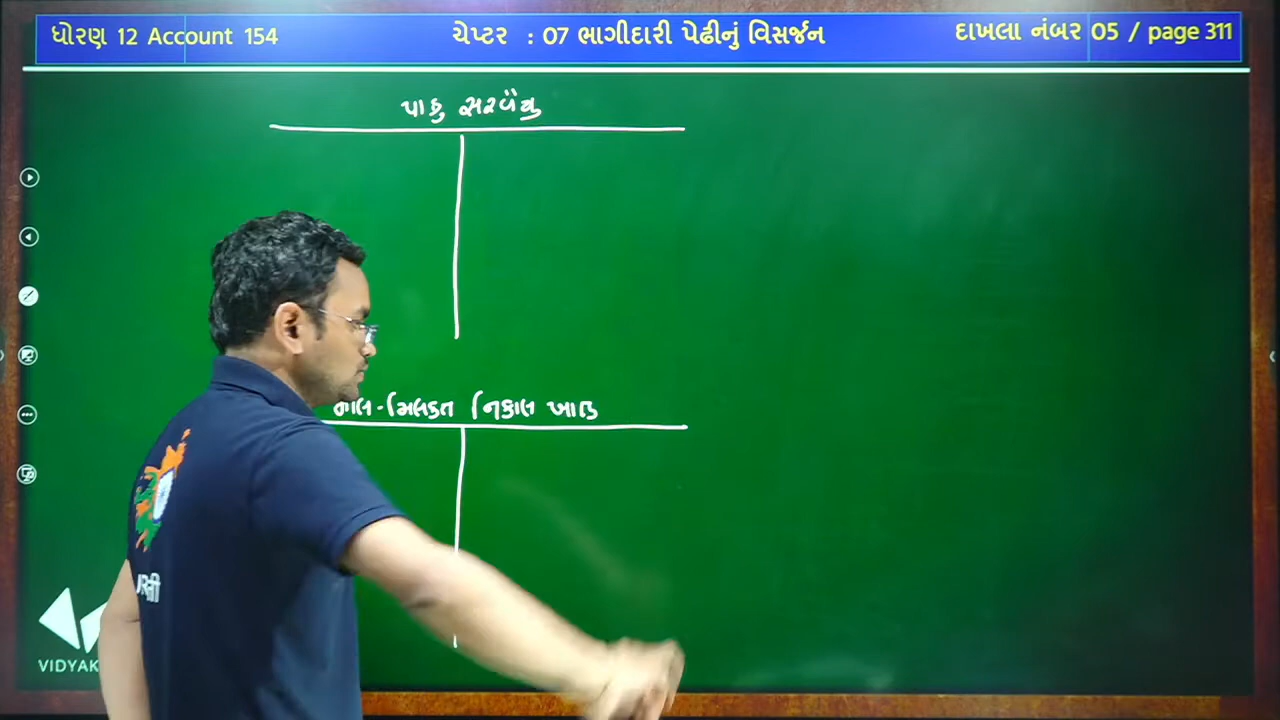 ધોરણ 12 Account 154 ચેપ્ટર : 07 ભાગીદારી પેઢીનું વિસર્જન દાખલા નંબર 05 / page 311
પાકુ સરવૈયુ
માલ-મિલકત નિકાલ ખાતુ
VIDYAK